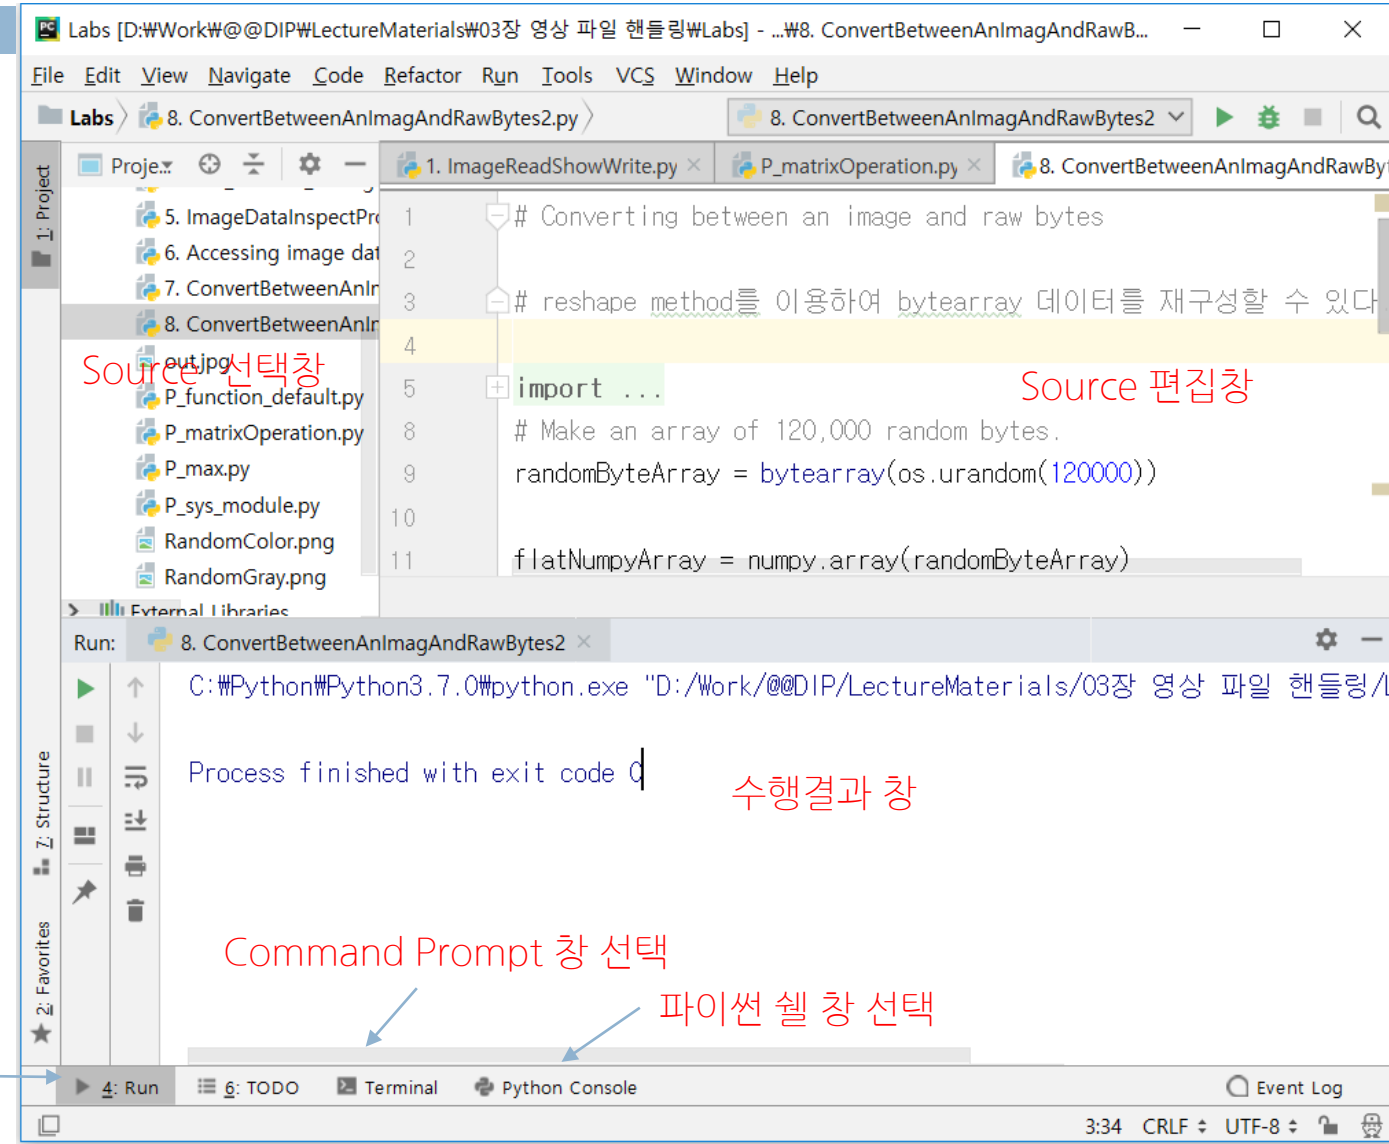 Labs [D:₩Work₩@@DIP₩LectureMaterials₩03장 영상 파일 핸들링₩Labs] - ...₩8. ConvertBetweenAnImagAndRawB...
File Edit View Navigate Code Refactor Run Tools VCS Window Help
Labs 8. ConvertBetweenAnImagAndRawBytes2.py 8. ConvertBetweenAnImagAndRawBytes2
Proje... 1. ImageReadShowWrite.py P_matrixOperation.py 8. ConvertBetweenAnImagAndRawByt
1: Project
5. ImageDataInspectPro
6. Accessing image dat
7. ConvertBetweenAnIr
8. ConvertBetweenAnIr
out.jpg
P_function_default.py
P_matrixOperation.py
P_max.py
P_sys_module.py
RandomColor.png
RandomGray.png
External Libraries
Source 선택창
1 # Converting between an image and raw bytes
2
3 # reshape method를 이용하여 bytearray 데이터를 재구성할 수 있다
4
5 import ...
8 # Make an array of 120,000 random bytes.
9 randomByteArray = bytearray(os.urandom(120000))
10
11 flatNumpyArray = numpy.array(randomByteArray)
Source 편집창
Run: 8. ConvertBetweenAnImagAndRawBytes2
C:₩Python₩Python3.7.0₩python.exe "D:/Work/@@DIP/LectureMaterials/03장 영상 파일 핸들링/L
Process finished with exit code 0
수행결과 창
7: Structure
2: Favorites
Command Prompt 창 선택
파이썬 쉘 창 선택
4: Run 6: TODO Terminal Python Console Event Log
3:34 CRLF UTF-8